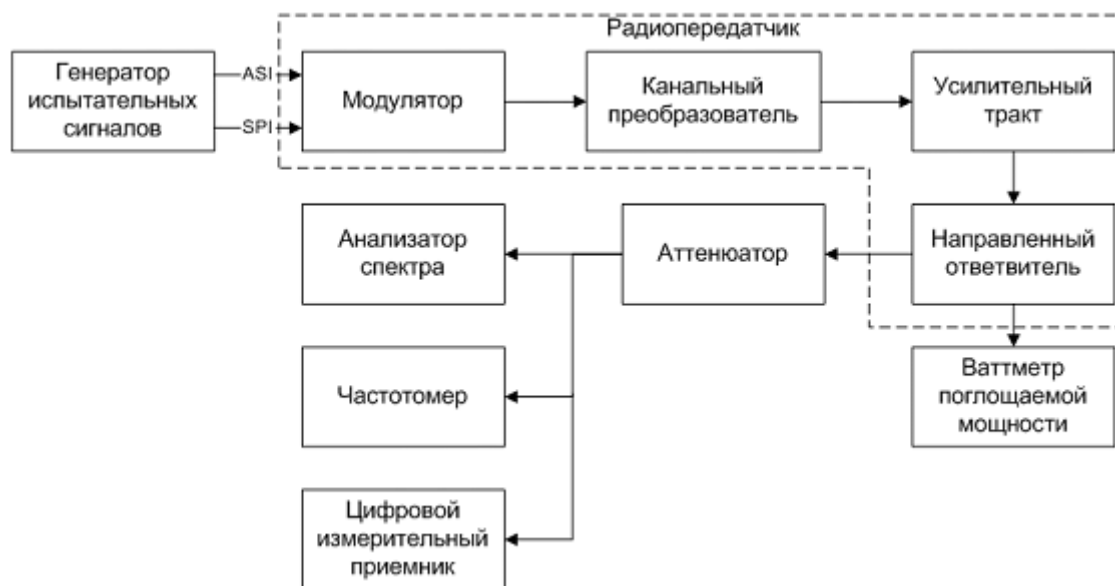 Радиопередатчик
Генератор
испытательных
сигналов
ASI
SPI
Модулятор
Канальный
преобразователь
Усилительный
тракт
Анализатор
спектра
Аттенюатор
Направленный
ответвитель
Частотомер
Ваттметр
поглощаемой
мощности
Цифровой
измерительный
приемник